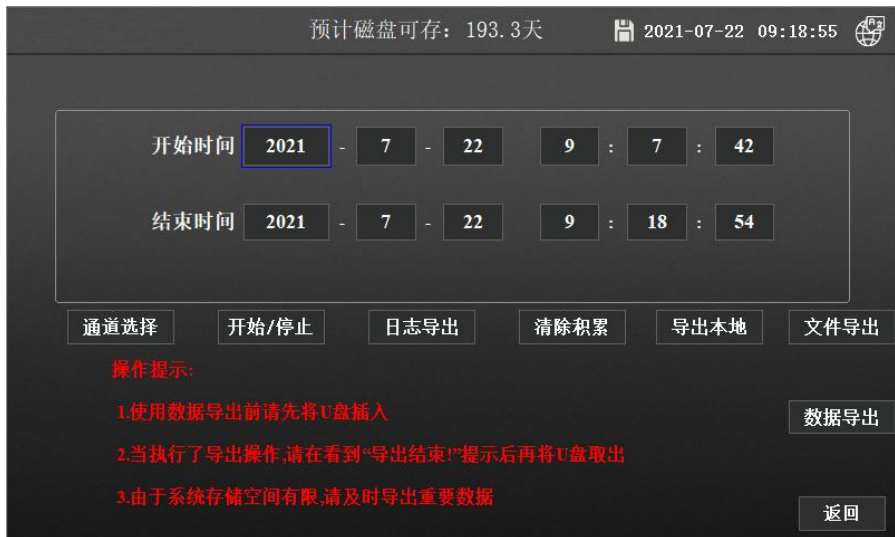 预计磁盘可存: 193.3天 2021-07-22 09:18:55
开始时间 2021 - 7 - 22 9 : 7 : 42
结束时间 2021 - 7 - 22 9 : 18 : 54
通道选择 开始/停止 日志导出 清除积累 导出本地 文件导出
操作提示:
1.使用数据导出前请先将U盘插入
数据导出
2.当执行了导出操作,请在看到“导出结束!”提示后再将U盘取出
3.由于系统存储空间有限,请及时导出重要数据
返回